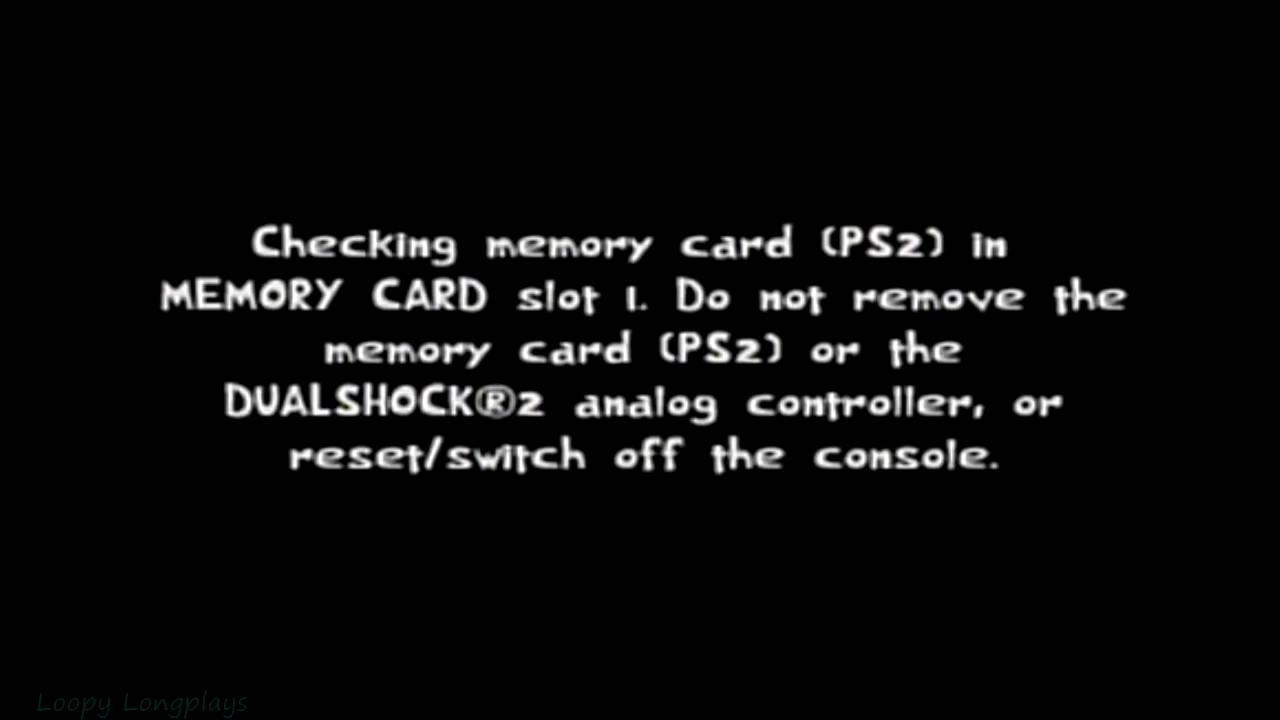 Checking memory card (PS2) in
MEMORY CARD slot 1. Do not remove the
memory card (PS2) or the
DUALSHOCK®2 analog controller, or
reset/switch off the console.
Loopy Longplays